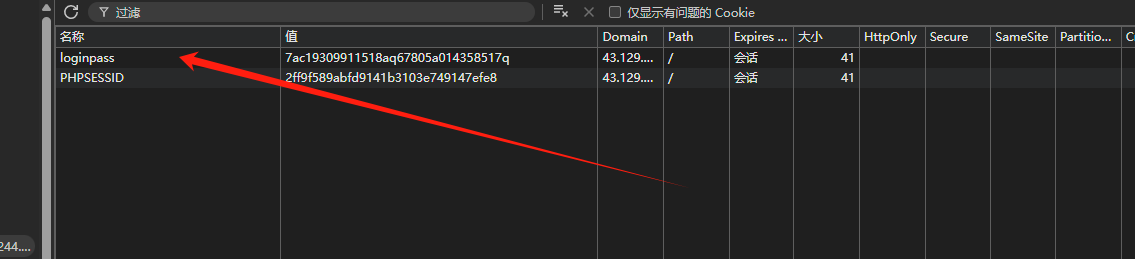 过滤
仅显示有问题的 Cookie
名称 值 Domain Path Expires ... 大小 HttpOnly Secure SameSite Partitio...
loginpass 7ac19309911518aq67805a014358517q 43.129.... / 会话 41
PHPSESSID 2ff9f589abfd9141b3103e749147efe8 43.129.... / 会话 41
244....